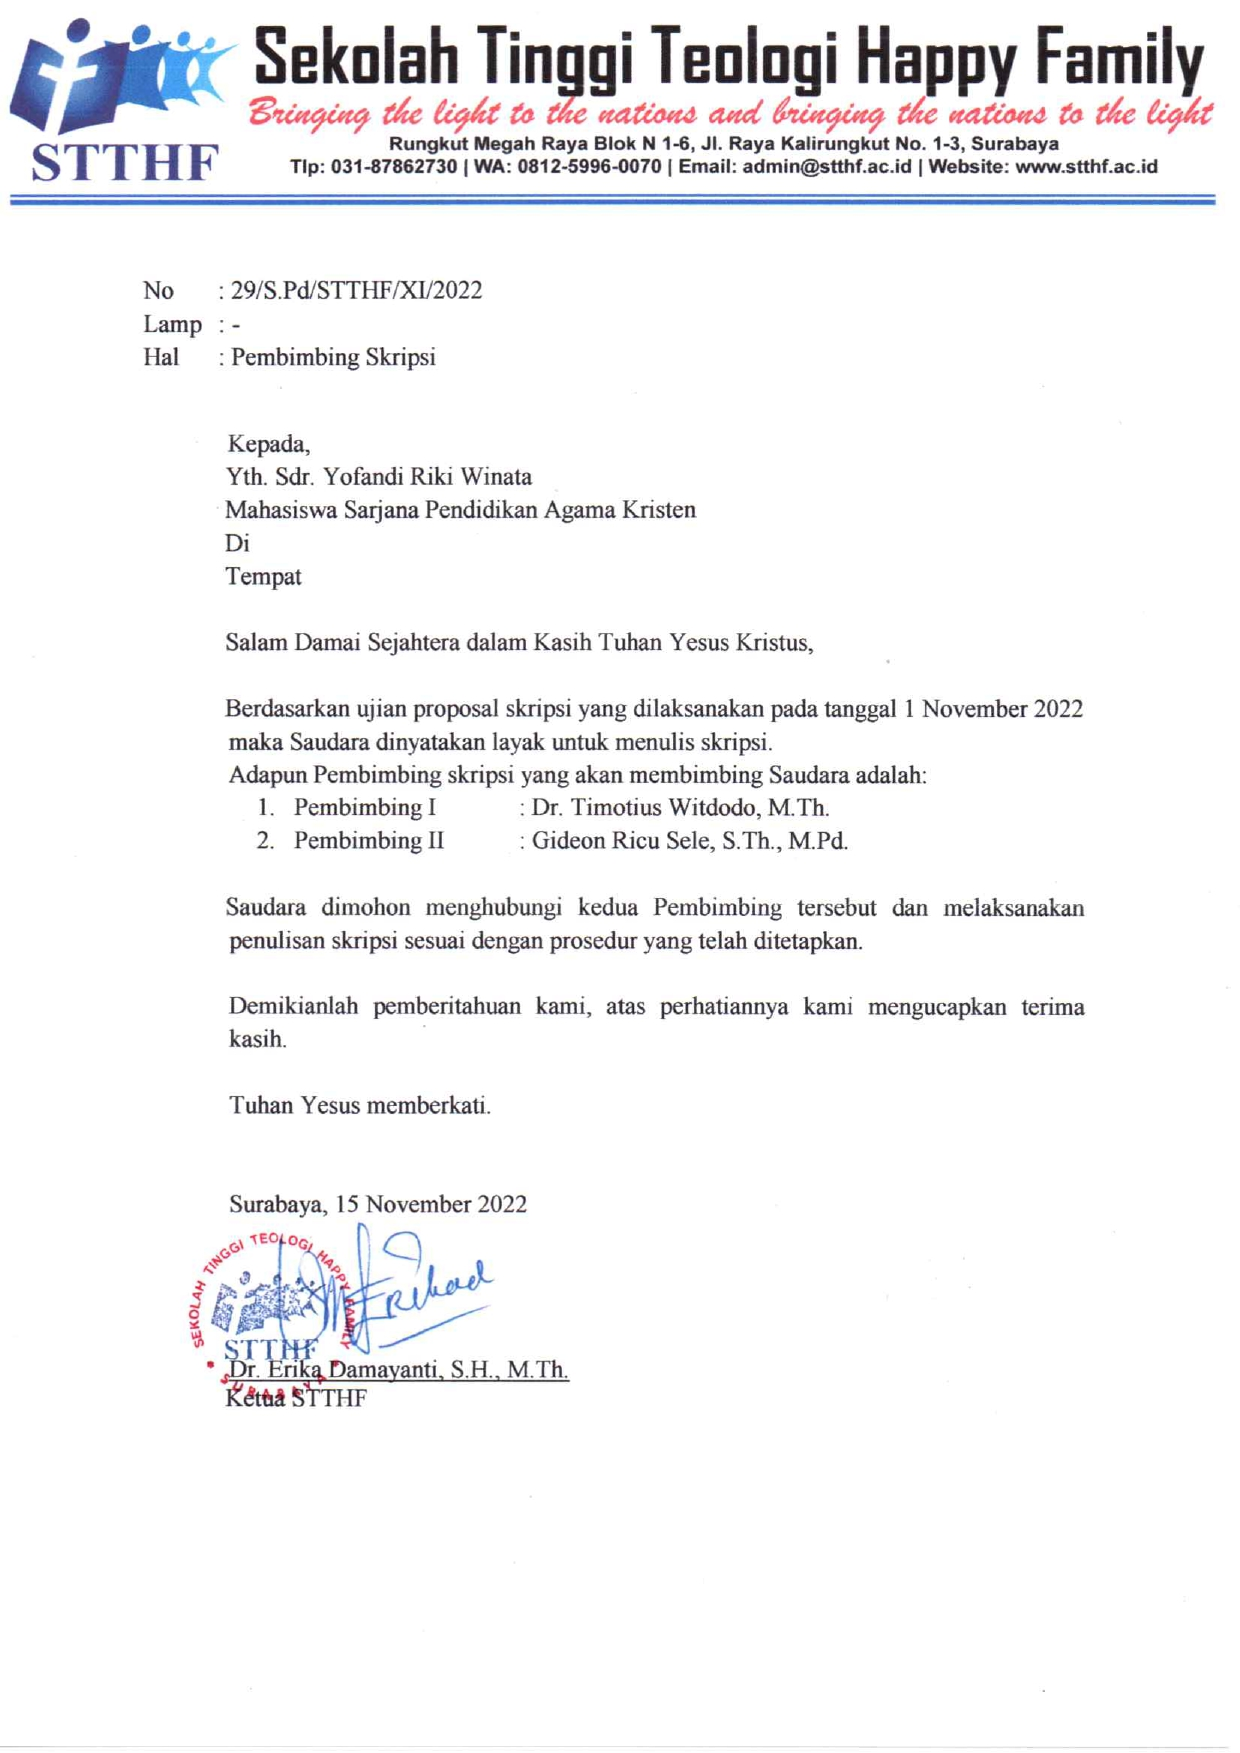 Sekolah Tinggi Teologi Happy Family
Bringing the light to the nations and bringing the nations to the light
STTHF
Rungkut Megah Raya Blok N 1-6, Jl. Raya Kalirungkut No. 1-3, Surabaya
Tlp: 031-87862730 | WA: 0812-5996-0070 | Email: admin@stthf.ac.id | Website: www.stthf.ac.id
No : 29/S.Pd/STTHF/XI/2022
Lamp : -
Hal : Pembimbing Skripsi
Kepada,
Yth. Sdr. Yofandi Riki Winata
Mahasiswa Sarjana Pendidikan Agama Kristen
Di
Tempat
Salam Damai Sejahtera dalam Kasih Tuhan Yesus Kristus,
Berdasarkan ujian proposal skripsi yang dilaksanakan pada tanggal 1 November 2022
maka Saudara dinyatakan layak untuk menulis skripsi.
Adapun Pembimbing skripsi yang akan membimbing Saudara adalah:
1. Pembimbing I : Dr. Timotius Witdodo, M.Th.
2. Pembimbing II : Gideon Ricu Sele, S.Th., M.Pd.
Saudara dimohon menghubungi kedua Pembimbing tersebut dan melaksanakan
penulisan skripsi sesuai dengan prosedur yang telah ditetapkan.
Demikianlah pemberitahuan kami, atas perhatiannya kami mengucapkan terima
kasih.
Tuhan Yesus memberkati.
Surabaya, 15 November 2022
SEKOLAH TINGGI TEOLOGI HAPPY FAMILY
STTHF
SURABAYA
Dr. Erika Damayanti, S.H., M.Th.
Ketua STTHF